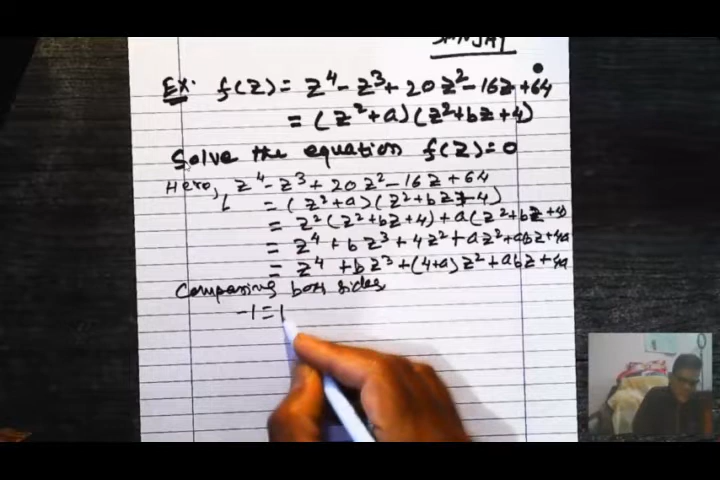 SANJAY
Ex: f(z) = z⁴ - z³ + 20z² - 16z + 64
= (z² + a)(z² + bz + 4)
Solve the equation f(z) = 0
Here, z⁴ - z³ + 20z² - 16z + 64
= (z² + a)(z² + bz + 4)
= z²(z² + bz + 4) + a(z² + bz + 4)
= z⁴ + bz³ + 4z² + az² + abz + 4a
= z⁴ + bz³ + (4+a)z² + abz + 4a
Comparing both sides
-1 =